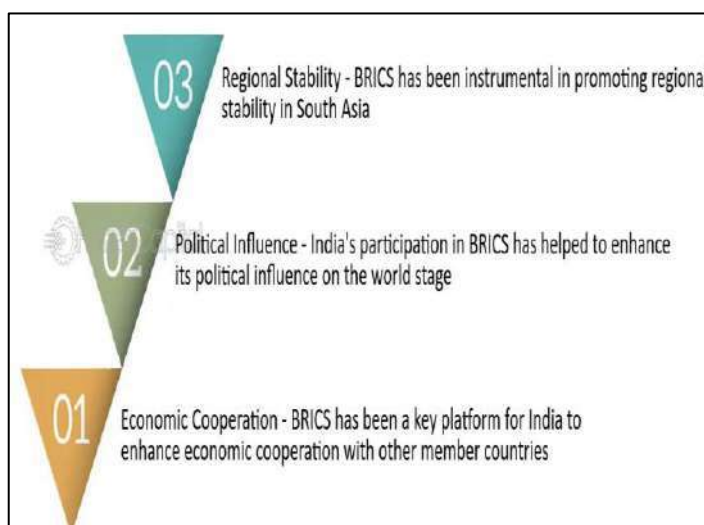 03
Regional Stability - BRICS has been instrumental in promoting regiona
stability in South Asia
02
Political Influence - India's participation in BRICS has helped to enhance
its political influence on the world stage
01
Economic Cooperation - BRICS has been a key platform for India to
enhance economic cooperation with other member countries